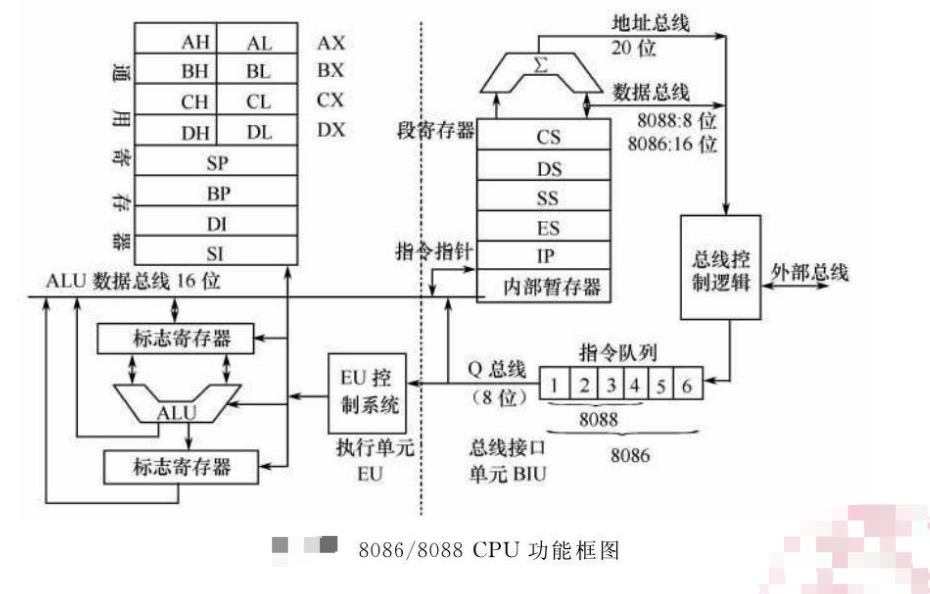 AH AL AX
BH BL BX
CH CL CX
DH DL DX
SP
BP
DI
SI
通用寄存器
ALU 数据总线 16 位
标志寄存器
ALU
标志寄存器
EU 控
制系统
执行单元
EU
地址总线
20 位
Σ
数据总线
8088:8 位
8086:16 位
段寄存器
CS
DS
SS
ES
指令指针
IP
内部暂存器
总线控
制逻辑
外部总线
指令队列
Q 总线
(8 位)
1 2 3 4 5 6
8088
8086
总线接口
单元 BIU
8086/8088 CPU 功能框图